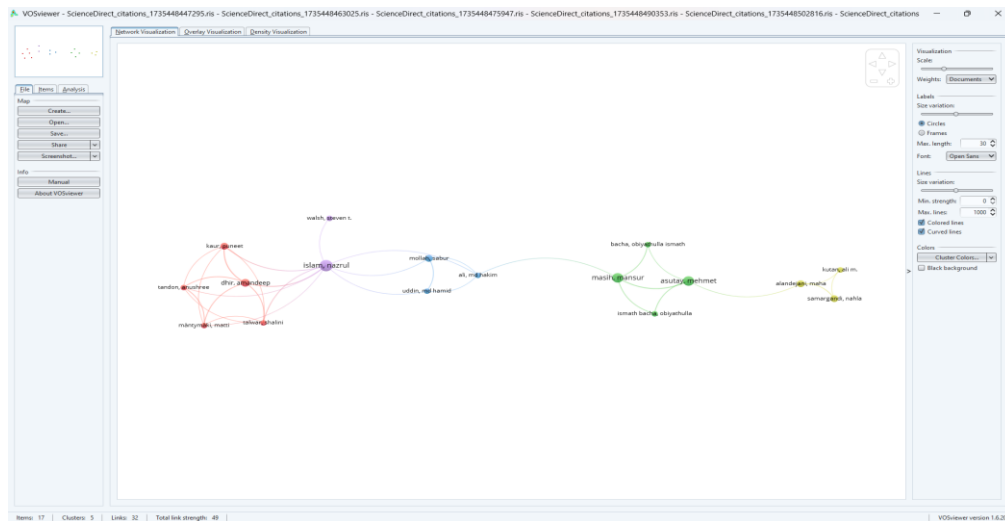 VOSviewer - ScienceDirect_citations_1735448447295.ris - ScienceDirect_citations_1735448463025.ris - ScienceDirect_citations_1735448475947.ris - ScienceDirect_citations_1735448490353.ris - ScienceDirect_citations_1735448502816.ris - ScienceDirect_citations
Network Visualization Overlay Visualization Density Visualization
File Items Analysis
Map
Create...
Open...
Save...
Share
Screenshot...
Info
Manual
About VOSviewer
walsh, steven t.
kaur, puneet
islam, nazrul
tandon, anushree
dhir, amandeep
mäntymäki, matti
talwar, shalini
mollah, sabur
ali, md hakim
uddin, md hamid
bacha, obiyathulla ismath
masih, mansur
asutay, mehmet
ismath bacha, obiyathulla
kutan, ali m.
alandejani, maha
samargandi, nahla
Visualization
Scale:
Weights: Documents
Labels
Size variation:
Circles
Frames
Max. length: 30
Font: Open Sans
Lines
Size variation:
Min. strength: 0
Max. lines: 1000
Colored lines
Curved lines
Colors
Cluster Colors...
Black background
Items: 17 | Clusters: 5 | Links: 32 | Total link strength: 49
VOSviewer version